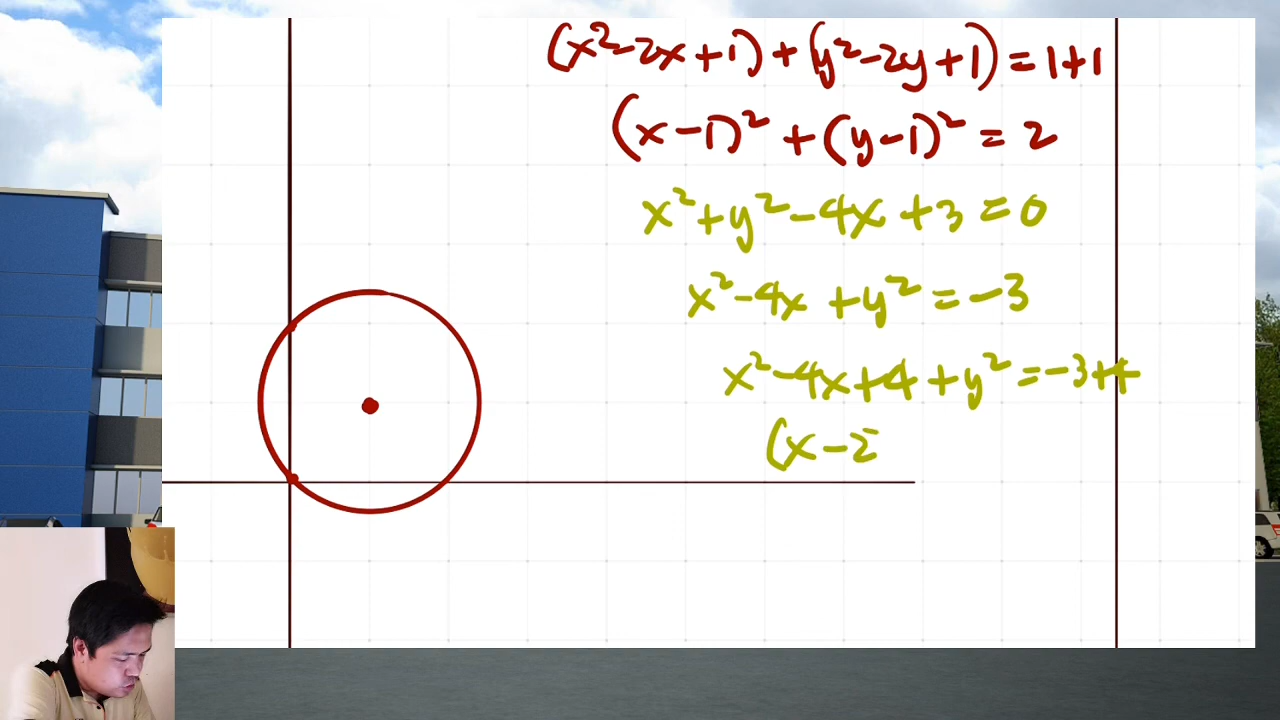 (x²-2x+1)+(y²-2y+1)=1+1
(x-1)²+(y-1)²=2
x²+y²-4x+3=0
x²-4x+y²=-3
x²-4x+4+y²=-3+4
(x-2